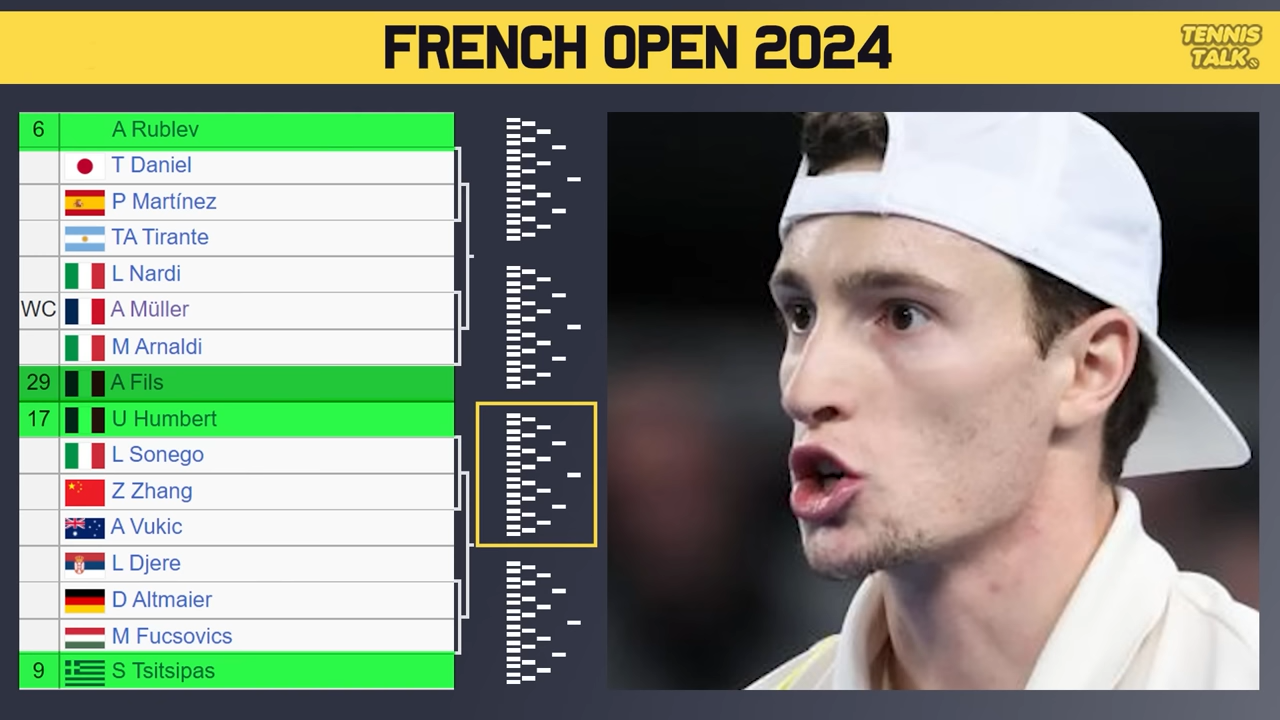 FRENCH OPEN 2024
TENNIS
TALK
6 A Rublev
T Daniel
P Martínez
TA Tirante
L Nardi
WC A Müller
M Arnaldi
29 A Fils
17 U Humbert
L Sonego
Z Zhang
A Vukic
L Djere
D Altmaier
M Fucsovics
9 S Tsitsipas